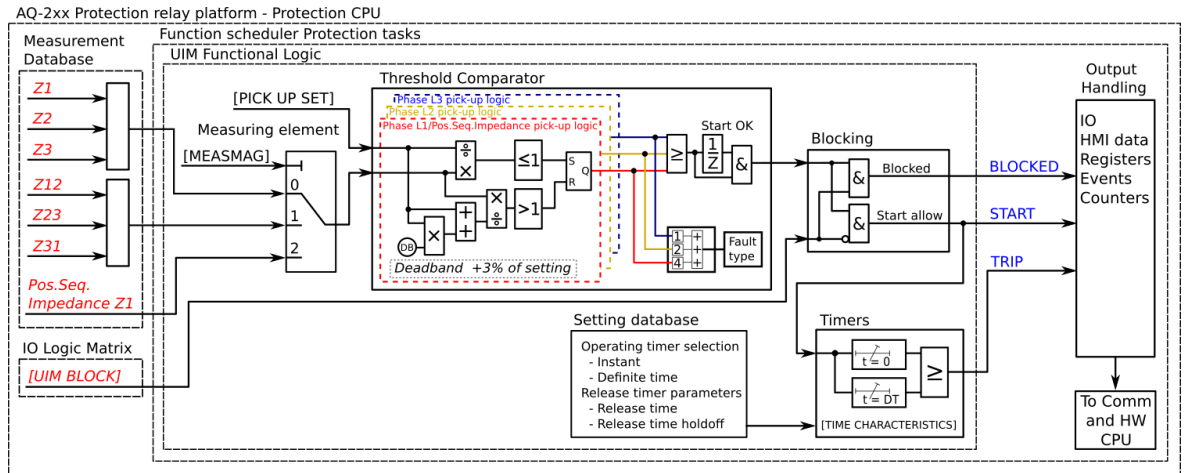 AQ-2xx Protection relay platform - Protection CPU
Measurement
Database
Z1
Z2
Z3
Z12
Z23
Z31
Pos.Seq.
Impedance Z1
IO Logic Matrix
[UIM BLOCK]
Function scheduler Protection tasks
UIM Functional Logic
[PICK UP SET]
Measuring element
[MEASMAG]
0
1
2
Threshold Comparator
Phase L3 pick-up logic
Phase L2 pick-up logic
Phase L1/Pos.Seq.Impedance pick-up logic
÷
×
≤1
S
Q
R
×
÷
>1
+
+
×
DB
Deadband +3% of setting
≥
Start OK
1
Z
&
1 +
2 +
4 +
Fault
type
Blocking
&
Blocked
&
Start allow
BLOCKED
START
TRIP
Setting database
Operating timer selection
- Instant
- Definite time
Release timer parameters
- Release time
- Release time holdoff
Timers
t = 0
t = DT
≥
[TIME CHARACTERISTICS]
Output
Handling
IO
HMI data
Registers
Events
Counters
To Comm
and HW
CPU